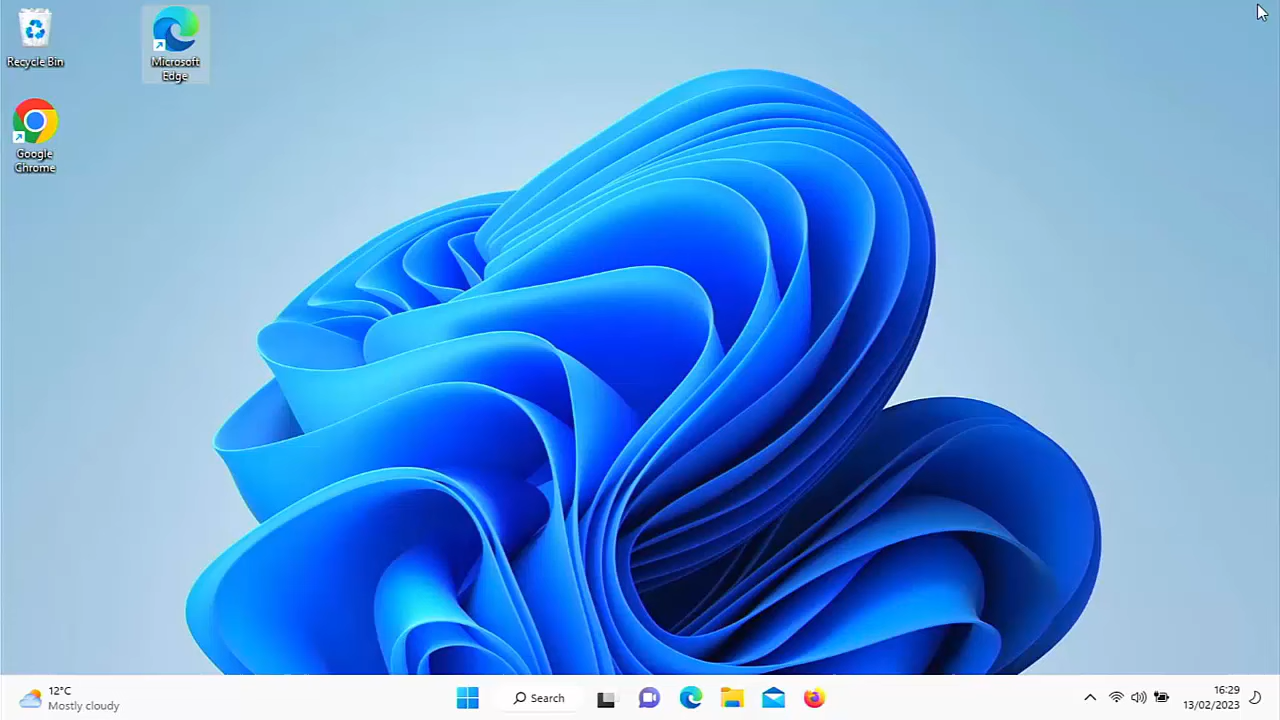 Recycle Bin
Microsoft
Edge
Google
Chrome
12°C
Mostly cloudy
Search
16:29
13/02/2023